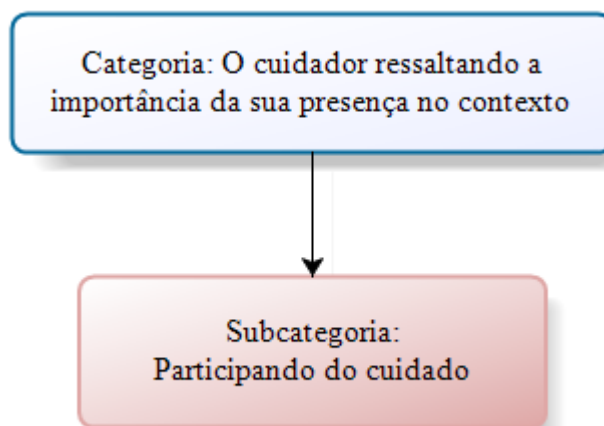 Categoria: O cuidador ressaltando a
importância da sua presença no contexto
Subcategoria:
Participando do cuidado